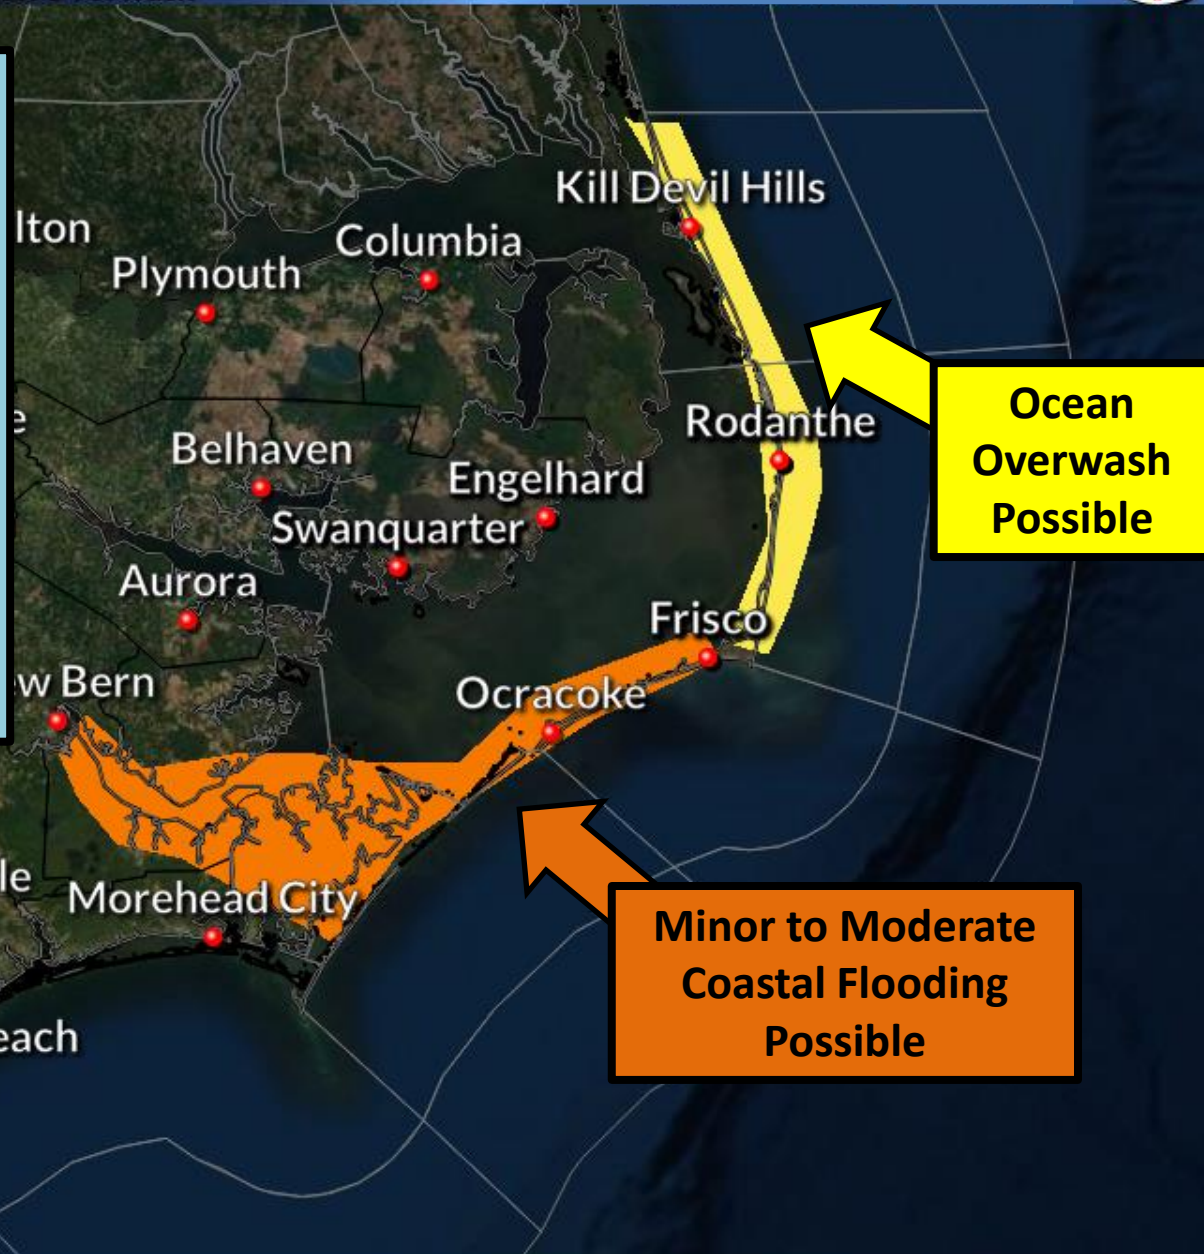 Kill Devil Hills
lton
Columbia
Plymouth
Ocean
Overwash
Possible
Rodanthe
e
Belhaven
Engelhard
Swanquarter
Aurora
Frisco
w Bern
Ocracoke
le
Morehead City
Minor to Moderate
Coastal Flooding
Possible
each